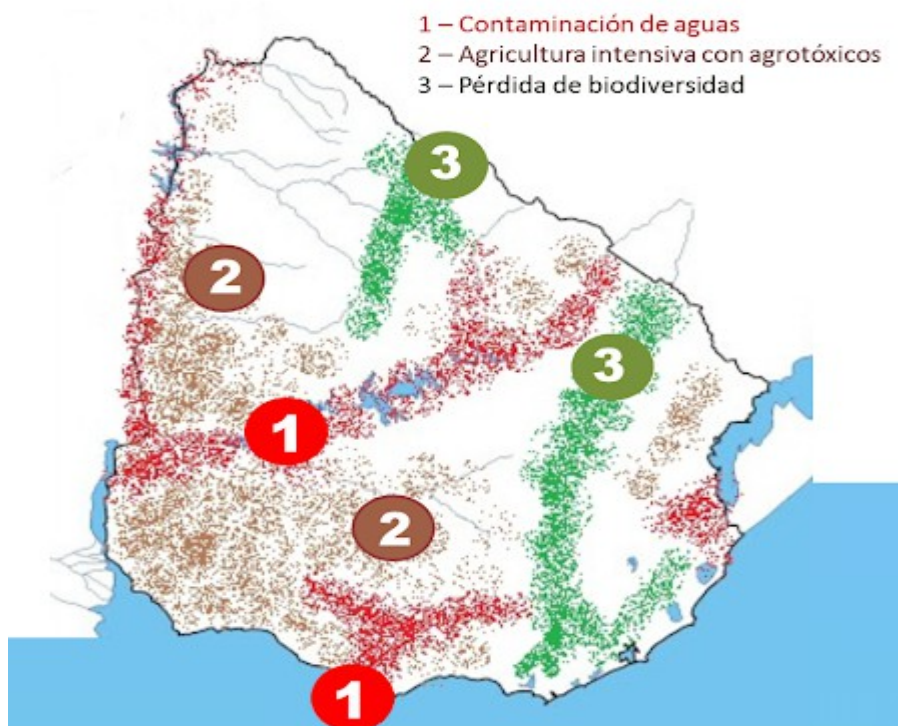 1 – Contaminación de aguas
2 – Agricultura intensiva con agrotóxicos
3 – Pérdida de biodiversidad
3
2
3
1
2
1